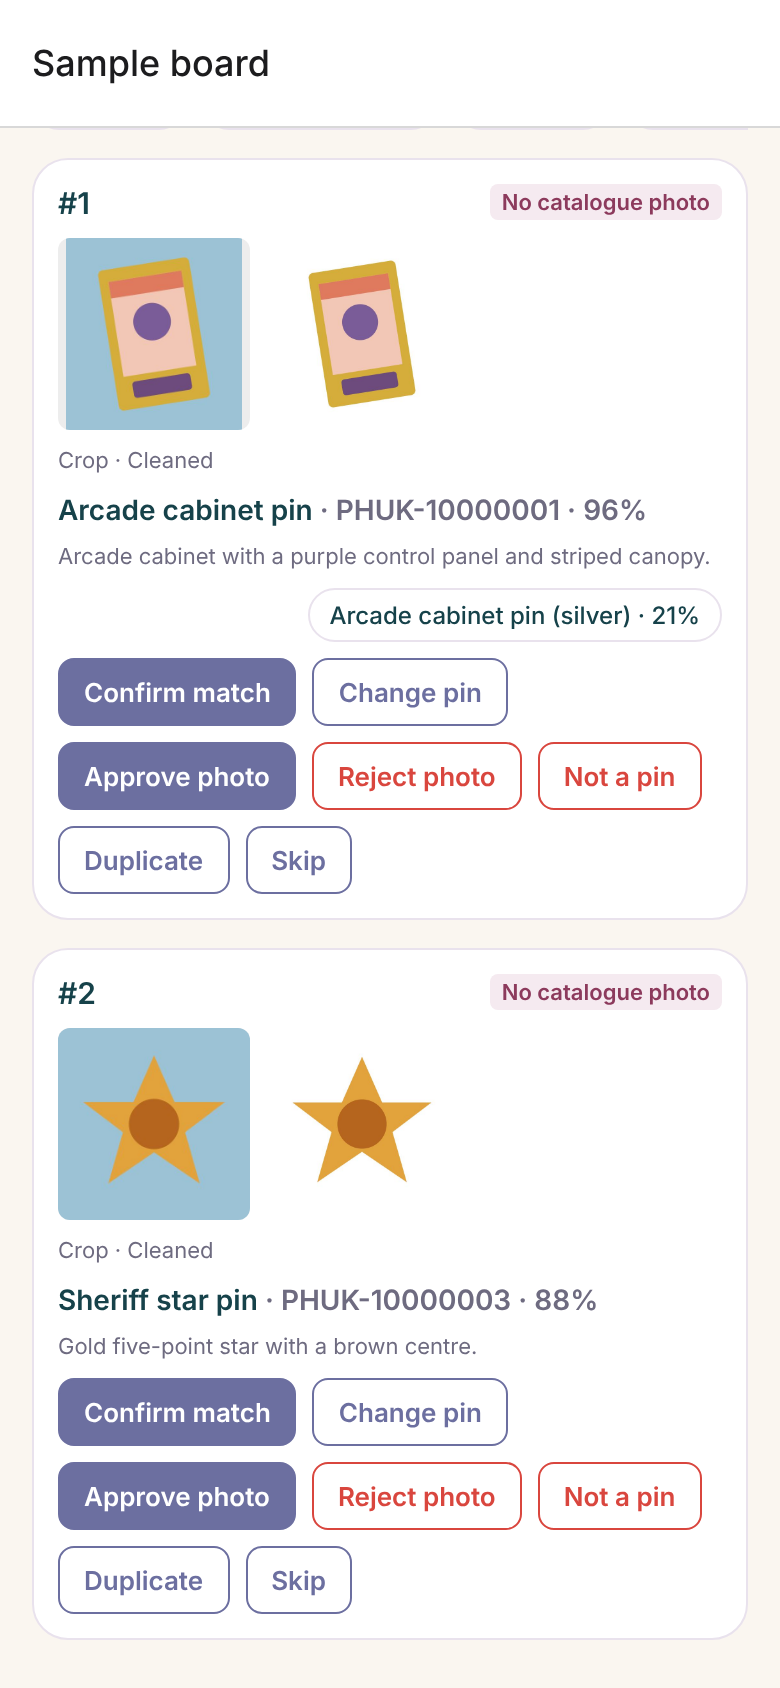 Sample board
#1
No catalogue photo
Crop · Cleaned
Arcade cabinet pin · PHUK-10000001 · 96%
Arcade cabinet with a purple control panel and striped canopy.
Arcade cabinet pin (silver) · 21%
Confirm match
Change pin
Approve photo
Reject photo
Not a pin
Duplicate
Skip
#2
No catalogue photo
Crop · Cleaned
Sheriff star pin · PHUK-10000003 · 88%
Gold five-point star with a brown centre.
Confirm match
Change pin
Approve photo
Reject photo
Not a pin
Duplicate
Skip